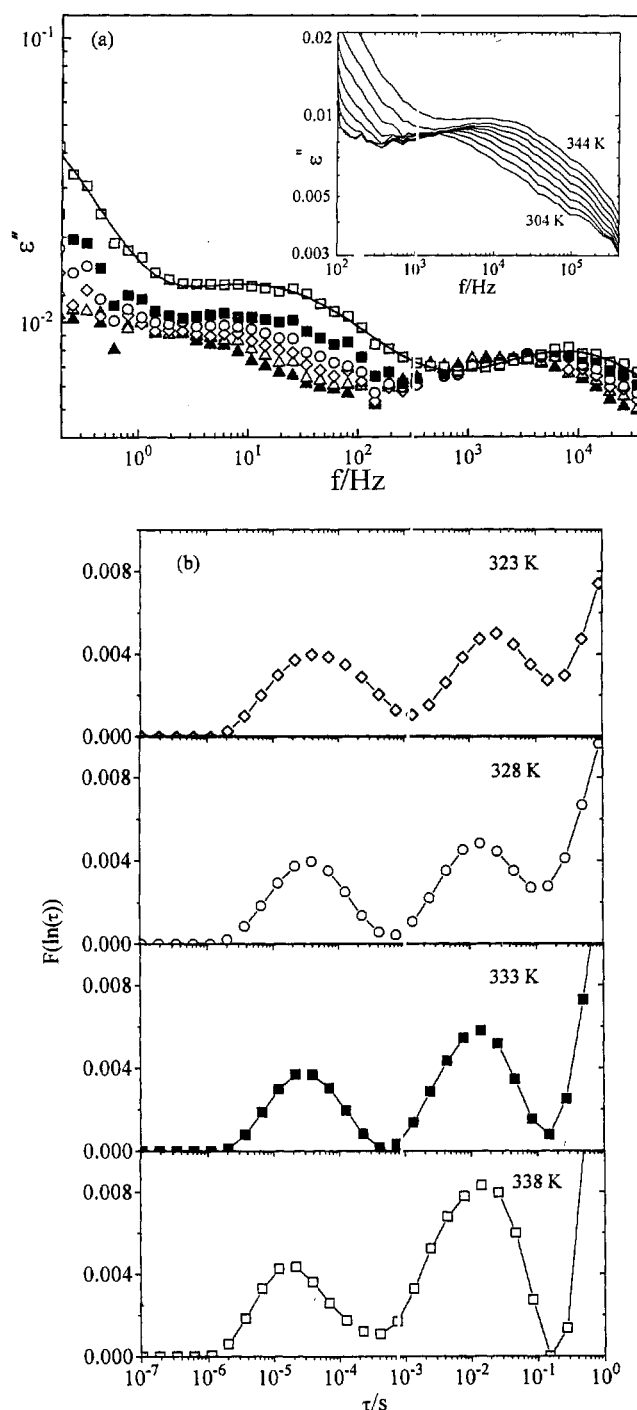 (a)
10⁻¹
10⁻²
ε''
10⁰
10¹
10²
10³
10⁴
f/Hz
0.02
0.01
0.005
0.003
ε''
344 K
304 K
10²
10³
10⁴
10⁵
f/Hz
(b)
323 K
0.008
0.004
0.000
328 K
0.008
0.004
0.000
F(ln(τ))
333 K
0.008
0.004
0.000
338 K
0.008
0.004
0.000
10⁻⁷
10⁻⁶
10⁻⁵
10⁻⁴
10⁻³
10⁻²
10⁻¹
10⁰
τ/s